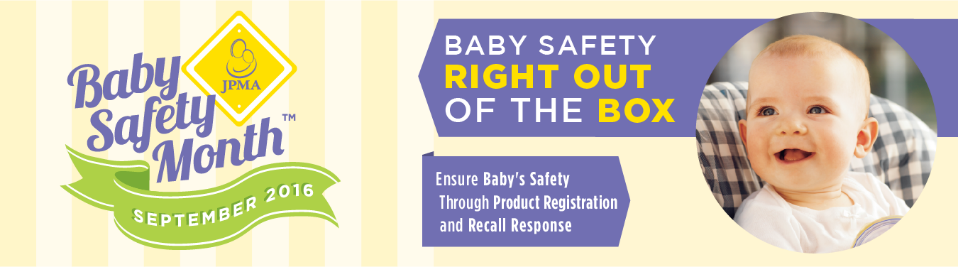 JPMA
Baby
Safety
Month™
SEPTEMBER 2016
BABY SAFETY
RIGHT OUT
OF THE BOX
Ensure Baby's Safety
Through Product Registration
and Recall Response